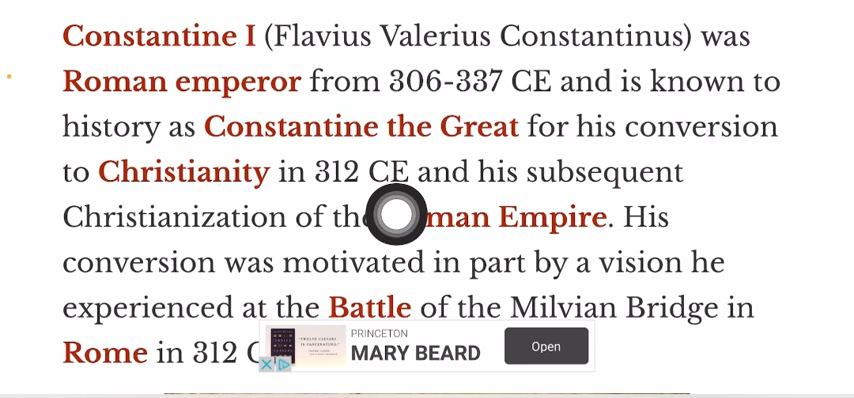 Constantine I (Flavius Valerius Constantinus) was
Roman emperor from 306-337 CE and is known to
history as Constantine the Great for his conversion
to Christianity in 312 CE and his subsequent
Christianization of the man Empire. His
conversion was motivated in part by a vision he
experienced at the Battle of the Milvian Bridge in
Rome in 312 C
PRINCETON
MARY BEARD
Open